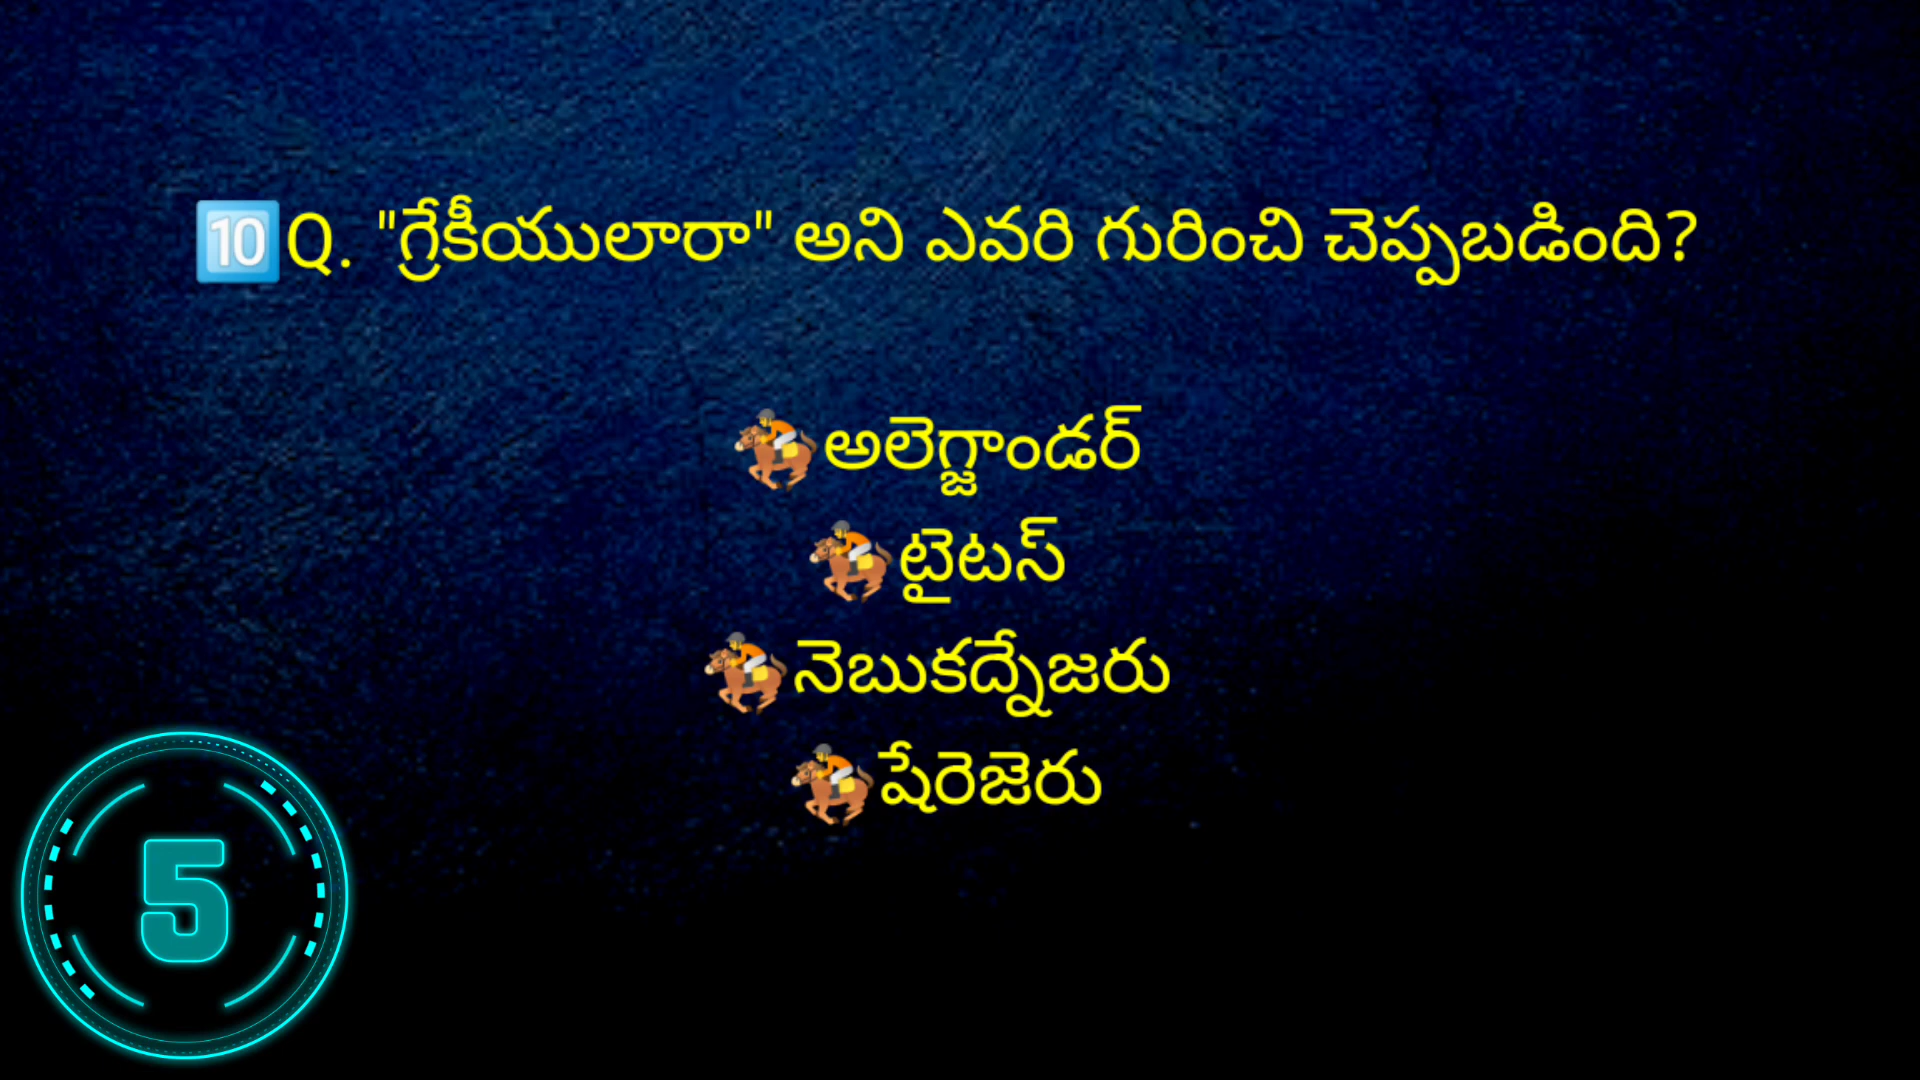 🔟Q. "గ్రేకీయులారా" అని ఎవరి గురించి చెప్పబడింది?
🏇అలెగ్జాండర్
🏇టైటస్
🏇నెబుకద్నేజరు
🏇షేరెజెరు
5